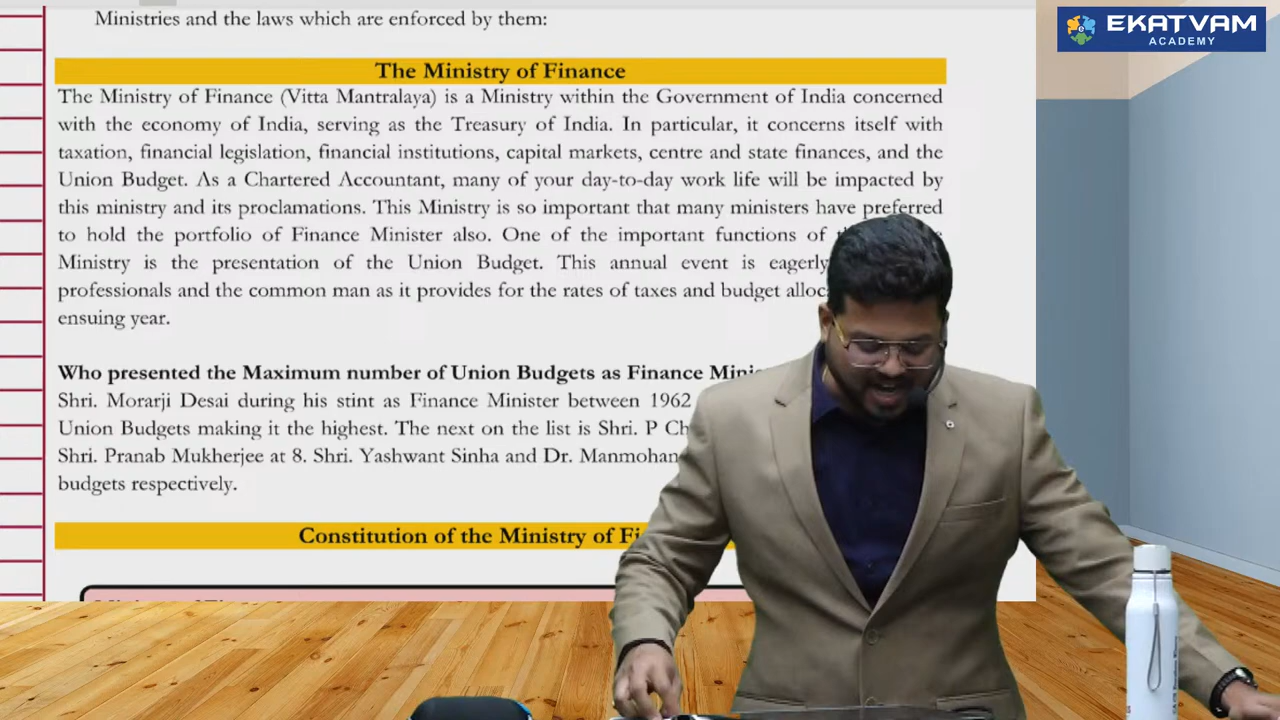 Ministries and the laws which are enforced by them:
EKATVAM
ACADEMY
The Ministry of Finance
The Ministry of Finance (Vitta Mantralaya) is a Ministry within the Government of India concerned
with the economy of India, serving as the Treasury of India. In particular, it concerns itself with
taxation, financial legislation, financial institutions, capital markets, centre and state finances, and the
Union Budget. As a Chartered Accountant, many of your day-to-day work life will be impacted by
this ministry and its proclamations. This Ministry is so important that many ministers have preferred
to hold the portfolio of Finance Minister also. One of the important functions of
Ministry is the presentation of the Union Budget. This annual event is eagerly
professionals and the common man as it provides for the rates of taxes and budget
ensuing year.
Who presented the Maximum number of Union Budgets as Finance
Shri. Morarji Desai during his stint as Finance Minister between 1962
Union Budgets making it the highest. The next on the list is Shri. P
Shri. Pranab Mukherjee at 8. Shri. Yashwant Sinha and Dr. Manmohan
budgets respectively.
Constitution of the Ministry of